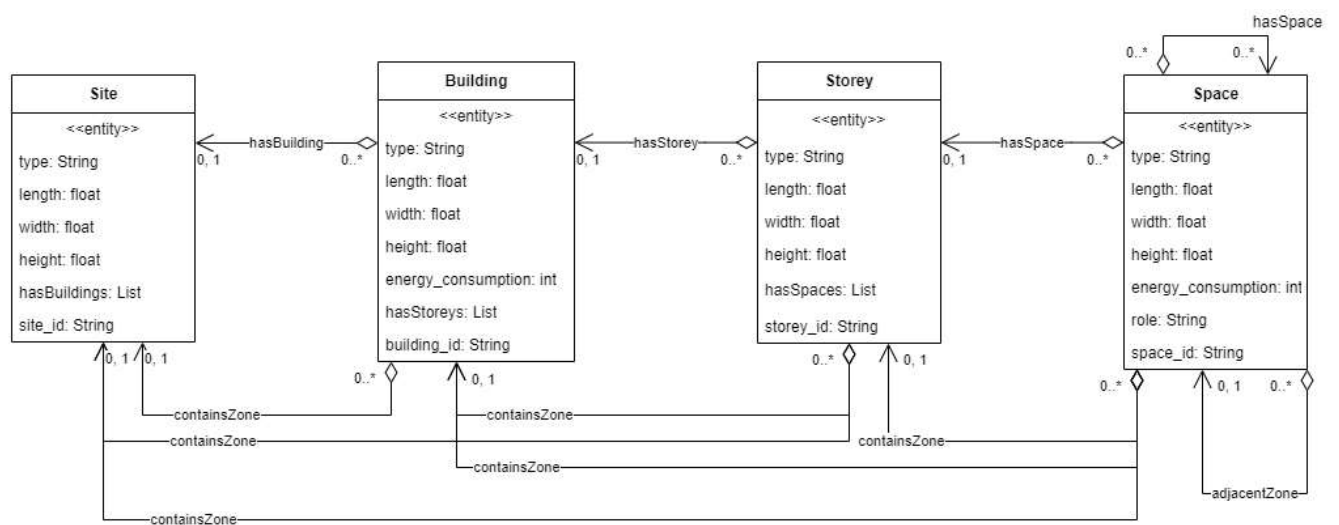 hasSpace
0..*
0..*
Site
<<entity>>
type: String
length: float
width: float
height: float
hasBuildings: List
site_id: String
hasBuilding
0, 1
0..*
Building
<<entity>>
type: String
length: float
width: float
height: float
energy_consumption: int
hasStoreys: List
building_id: String
hasStorey
0, 1
0..*
Storey
<<entity>>
type: String
length: float
width: float
height: float
hasSpaces: List
storey_id: String
hasSpace
0, 1
0..*
Space
<<entity>>
type: String
length: float
width: float
height: float
energy_consumption: int
role: String
space_id: String
0, 1
0, 1
0..*
0, 1
0..*
0, 1
0..*
0, 1
0..*
containsZone
containsZone
containsZone
containsZone
containsZone
adjacentZone
containsZone